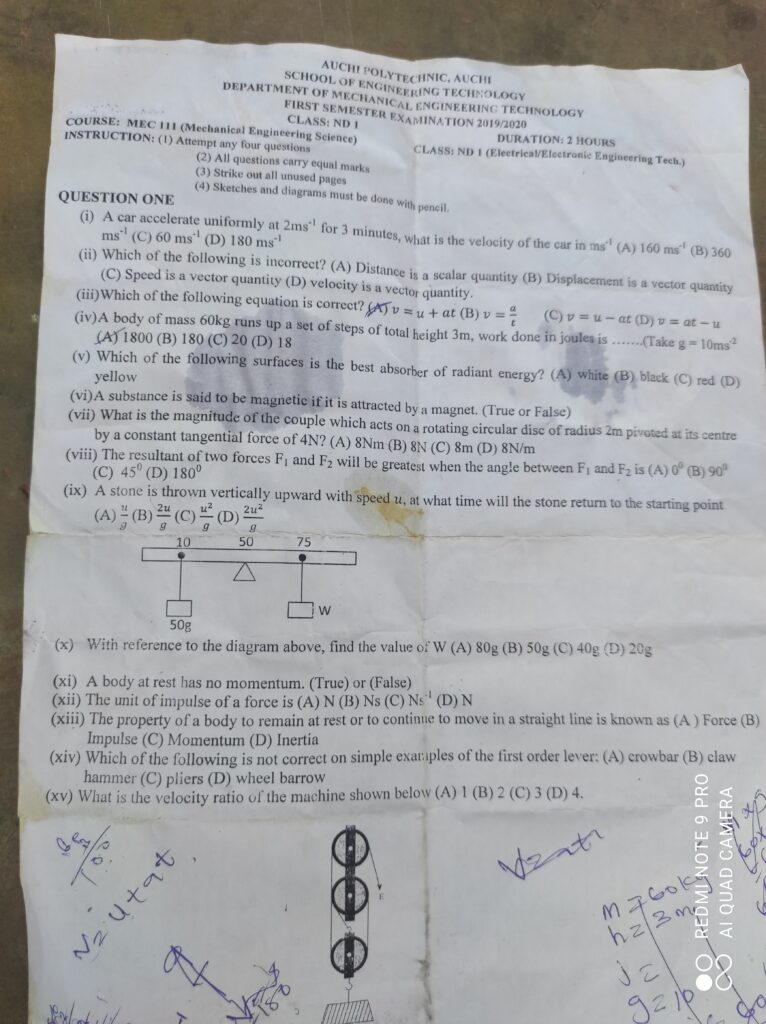 AUCHI POLYTECHNIC, AUCHI
SCHOOL OF ENGINEERING TECHNOLOGY
DEPARTMENT OF MECHANICAL ENGINEERING TECHNOLOGY
FIRST SEMESTER EXAMINATION 2019/2020
CLASS: ND 1
COURSE: MEC 111 (Mechanical Engineering Science)
DURATION: 2 HOURS
INSTRUCTION: (1) Attempt any four questions
CLASS: ND 1 (Electrical/Electronic Engineering Tech.)
(2) All questions carry equal marks
(3) Strike out all unused pages
(4) Sketches and diagrams must be done with pencil.
QUESTION ONE
(i) A car accelerate uniformly at 2ms⁻¹ for 3 minutes, what is the velocity of the car in ms⁻¹ (A) 160 ms⁻¹ (B) 360
ms⁻¹ (C) 60 ms⁻¹ (D) 180 ms⁻¹
(ii) Which of the following is incorrect? (A) Distance is a scalar quantity (B) Displacement is a vector quantity
(C) Speed is a vector quantity (D) velocity is a vector quantity.
(iii)Which of the following equation is correct? (A) v = u + at (B) v = a/t (C) v = u − at (D) v = at − u
(iv)A body of mass 60kg runs up a set of steps of total height 3m, work done in joules is .......(Take g = 10ms⁻²
(A) 1800 (B) 180 (C) 20 (D) 18
(v) Which of the following surfaces is the best absorber of radiant energy? (A) white (B) black (C) red (D)
yellow
(vi)A substance is said to be magnetic if it is attracted by a magnet. (True or False)
(vii) What is the magnitude of the couple which acts on a rotating circular disc of radius 2m pivoted at its centre
by a constant tangential force of 4N? (A) 8Nm (B) 8N (C) 8m (D) 8N/m
(viii) The resultant of two forces F₁ and F₂ will be greatest when the angle between F₁ and F₂ is (A) 0⁰ (B) 90⁰
(C) 45⁰ (D) 180⁰
(ix) A stone is thrown vertically upward with speed u, at what time will the stone return to the starting point
(A) u/g (B) 2u/g (C) u²/g (D) 2u²/g
10 50 75
50g W
(x) With reference to the diagram above, find the value of W (A) 80g (B) 50g (C) 40g (D) 20g
(xi) A body at rest has no momentum. (True) or (False)
(xii) The unit of impulse of a force is (A) N (B) Ns (C) Ns⁻¹ (D) N
(xiii) The property of a body to remain at rest or to continue to move in a straight line is known as (A ) Force (B)
Impulse (C) Momentum (D) Inertia
(xiv) Which of the following is not correct on simple examples of the first order lever: (A) crowbar (B) claw
hammer (C) pliers (D) wheel barrow
(xv) What is the velocity ratio of the machine shown below (A) 1 (B) 2 (C) 3 (D) 4.
E
V= u + at
V= at
m = 60k
h = 3m
j =
g = 10
REDMI NOTE 9 PRO
AI QUAD CAMERA